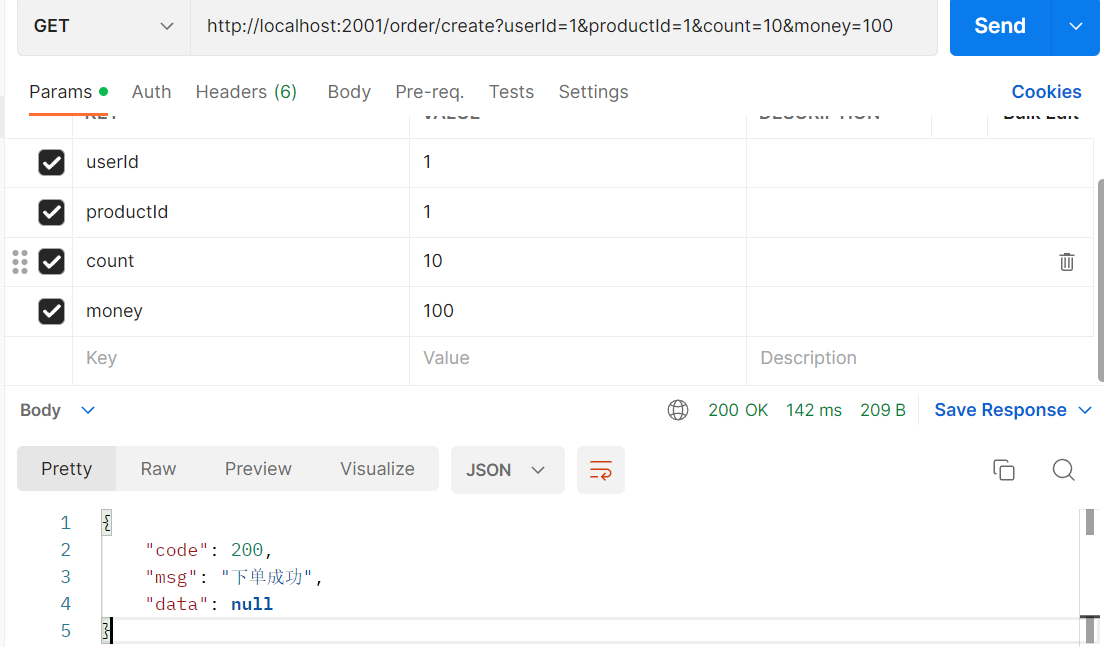 GET http://localhost:2001/order/create?userId=1&productId=1&count=10&money=100 Send
Params Auth Headers (6) Body Pre-req. Tests Settings Cookies
KEY VALUE DESCRIPTION Bulk Edit
userId 1
productId 1
count 10
money 100
Key Value Description
Body 200 OK 142 ms 209 B Save Response
Pretty Raw Preview Visualize JSON
1 {
2 "code": 200,
3 "msg": "下单成功",
4 "data": null
5 }